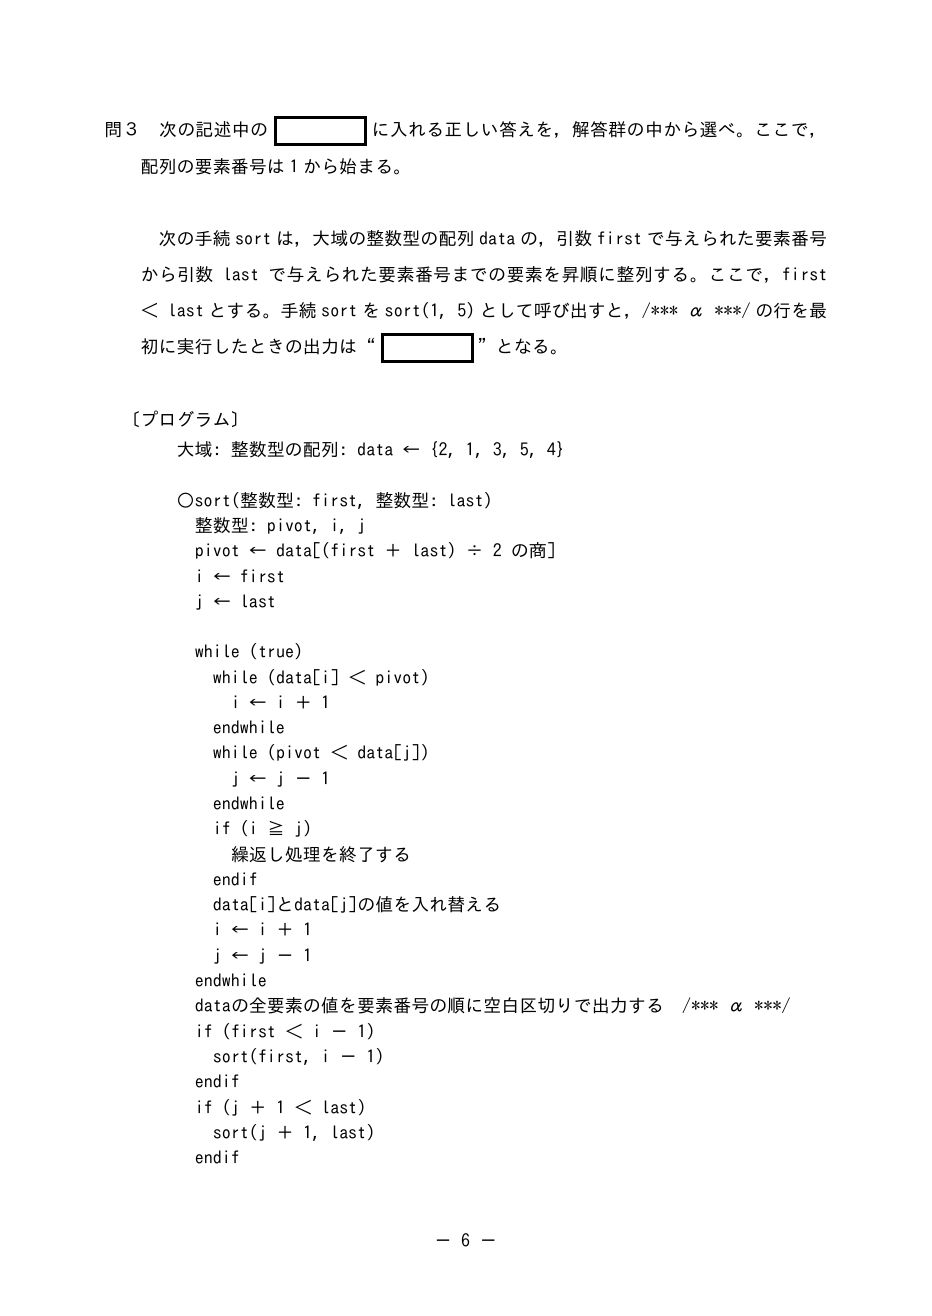 問３　次の記述中の　　　　　に入れる正しい答えを，解答群の中から選べ。ここで，
配列の要素番号は 1 から始まる。
次の手続 sort は，大域の整数型の配列 data の，引数 first で与えられた要素番号
から引数 last で与えられた要素番号までの要素を昇順に整列する。ここで，first
＜ last とする。手続 sort を sort(1, 5) として呼び出すと，/*** α ***/ の行を最
初に実行したときの出力は“　　　　　”となる。
〔プログラム〕
大域: 整数型の配列: data ← {2, 1, 3, 5, 4}
○sort(整数型: first, 整数型: last)
整数型: pivot, i, j
pivot ← data[(first ＋ last) ÷ 2 の商]
i ← first
j ← last
while (true)
while (data[i] ＜ pivot)
i ← i ＋ 1
endwhile
while (pivot ＜ data[j])
j ← j － 1
endwhile
if (i ≧ j)
繰返し処理を終了する
endif
data[i]とdata[j]の値を入れ替える
i ← i ＋ 1
j ← j － 1
endwhile
dataの全要素の値を要素番号の順に空白区切りで出力する　/*** α ***/
if (first ＜ i － 1)
sort(first, i － 1)
endif
if (j ＋ 1 ＜ last)
sort(j ＋ 1, last)
endif
－ 6 －